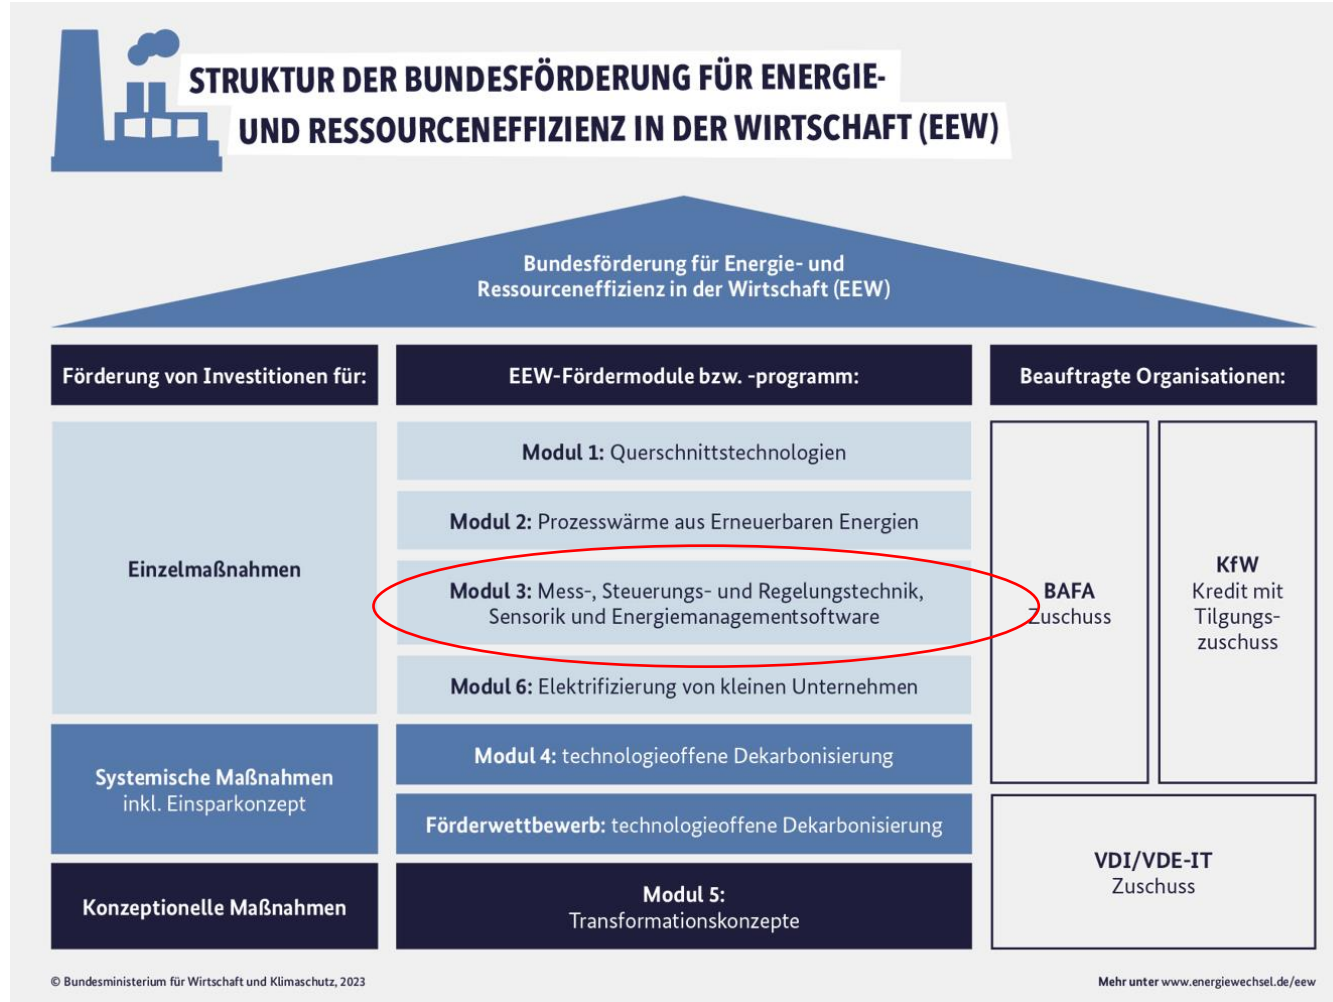 STRUKTUR DER BUNDESFÖRDERUNG FÜR ENERGIE-
UND RESSOURCENEFFIZIENZ IN DER WIRTSCHAFT (EEW)
Bundesförderung für Energie- und
Ressourceneffizienz in der Wirtschaft (EEW)
Förderung von Investitionen für:
EEW-Fördermodule bzw. -programm:
Beauftragte Organisationen:
Einzelmaßnahmen
Modul 1: Querschnittstechnologien
Modul 2: Prozesswärme aus Erneuerbaren Energien
Modul 3: Mess-, Steuerungs- und Regelungstechnik,
Sensorik und Energiemanagementsoftware
Modul 6: Elektrifizierung von kleinen Unternehmen
BAFA
Zuschuss
KfW
Kredit mit
Tilgungs-
zuschuss
Systemische Maßnahmen
inkl. Einsparkonzept
Modul 4: technologieoffene Dekarbonisierung
Förderwettbewerb: technologieoffene Dekarbonisierung
VDI/VDE-IT
Zuschuss
Konzeptionelle Maßnahmen
Modul 5:
Transformationskonzepte
© Bundesministerium für Wirtschaft und Klimaschutz, 2023
Mehr unter www.energiewechsel.de/eew